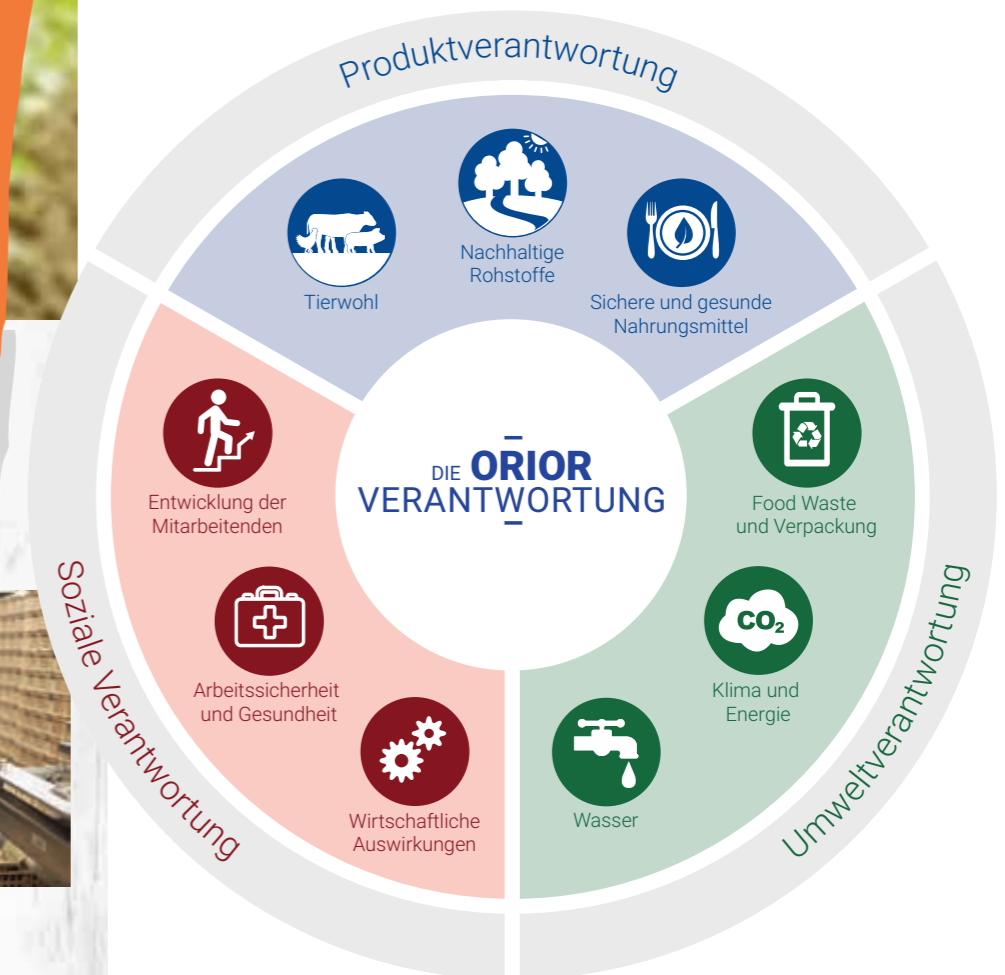 Produktverantwortung
Tierwohl
Nachhaltige
Rohstoffe
Sichere und gesunde
Nahrungsmittel
DIE ORIOR
VERANTWORTUNG
Entwicklung der
Mitarbeitenden
Arbeitssicherheit
und Gesundheit
Wirtschaftliche
Auswirkungen
Soziale Verantwortung
Food Waste
und Verpackung
CO₂
Klima und
Energie
Wasser
Umweltverantwortung